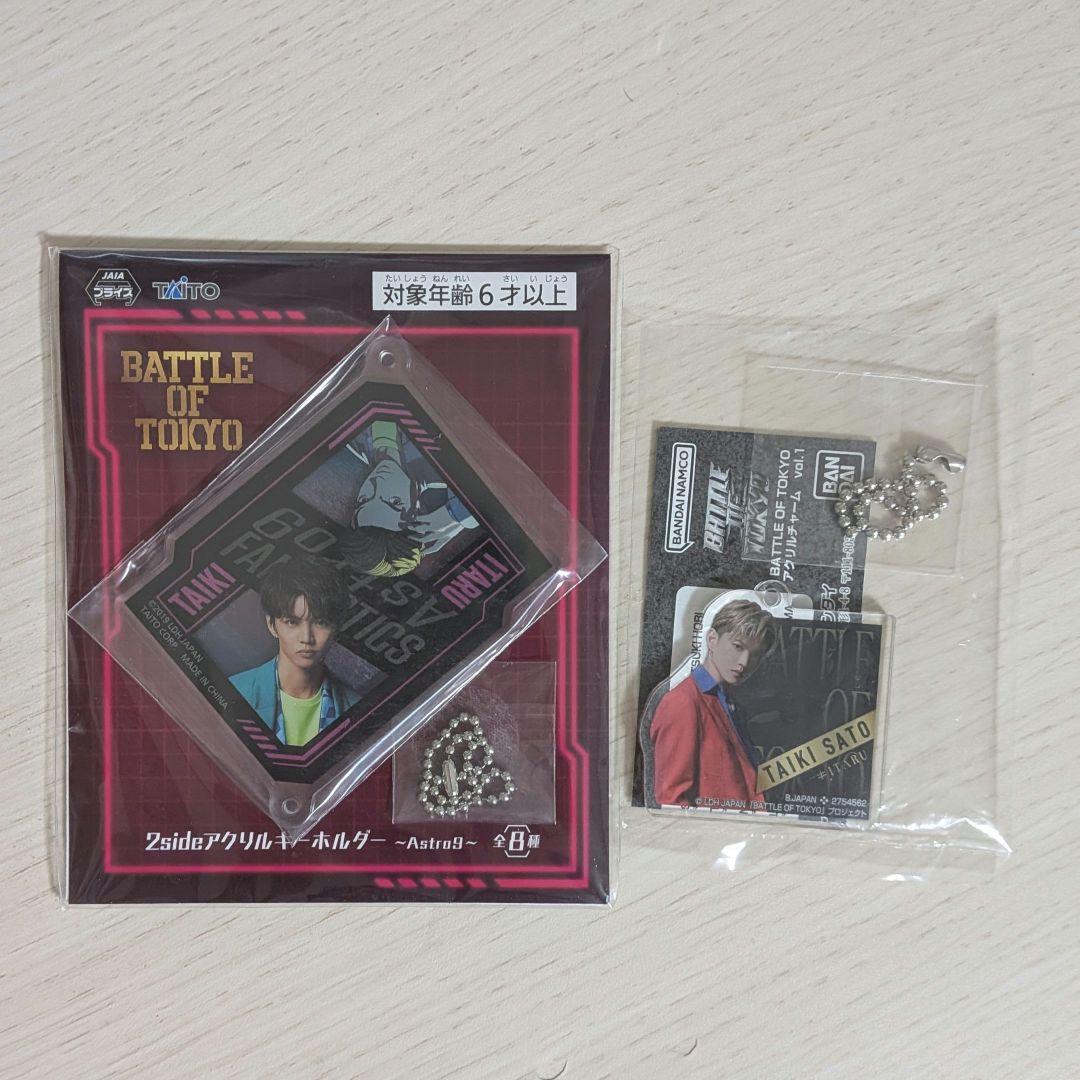 JAIA
プライズ
TAITO
たいしょう ねん れい さい い じょう
対象年齢6才以上
BATTLE
OF
TOKYO
TAIKI
ITARU
©2019 LDH JAPAN
TAITO CORP MADE IN CHINA
2sideアクリルキーホルダー ~Astro9~ 全8種
BANDAI NAMCO
BATTLE OF TOKYO
アクリルチャーム vol.1
BAN
DAI
BATTLE
OF
TAIKI SATO
#ITARU
B.JAPAN 2754562
© LDH JAPAN「BATTLE OF TOKYO」プロジェクト